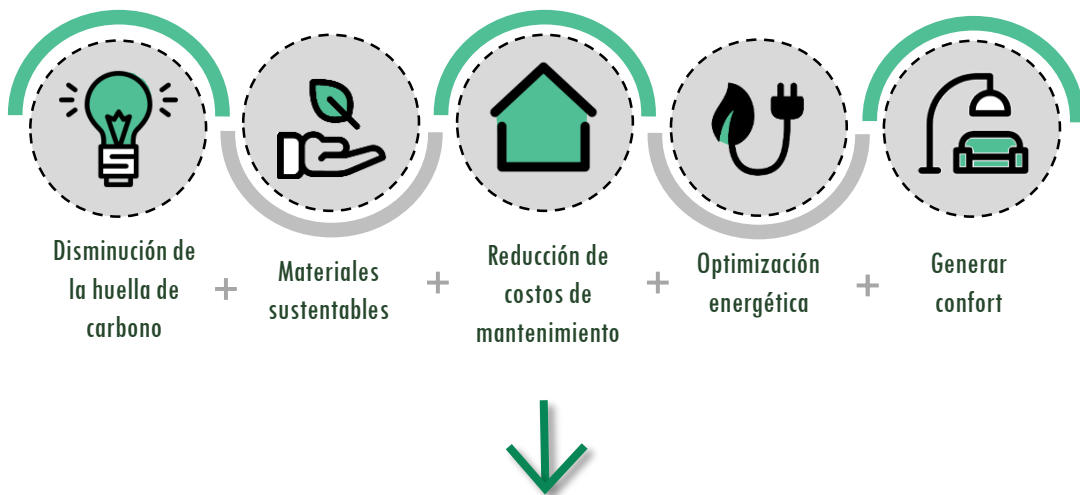 Disminución de
la huella de
carbono
+
Materiales
sustentables
+
Reducción de
costos de
mantenimiento
+
Optimización
energética
+
Generar
confort